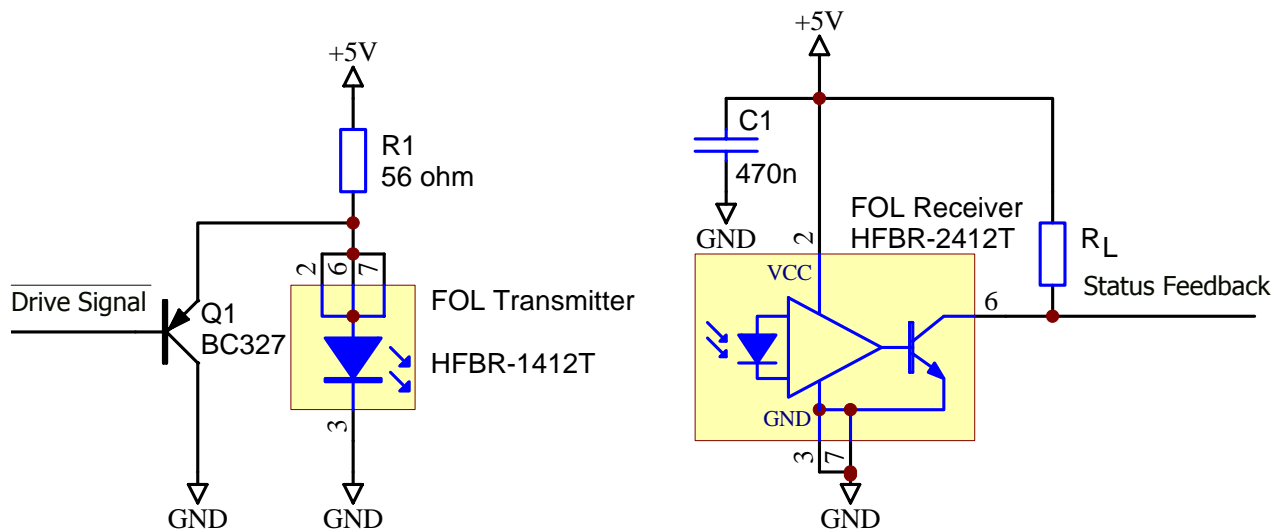 +5V
R1
56 ohm
Drive Signal
Q1
BC327
2
6
7
FOL Transmitter
HFBR-1412T
3
GND
GND
+5V
C1
470n
GND
FOL Receiver
HFBR-2412T
2
VCC
RL
Status Feedback
6
GND
3
7
GND